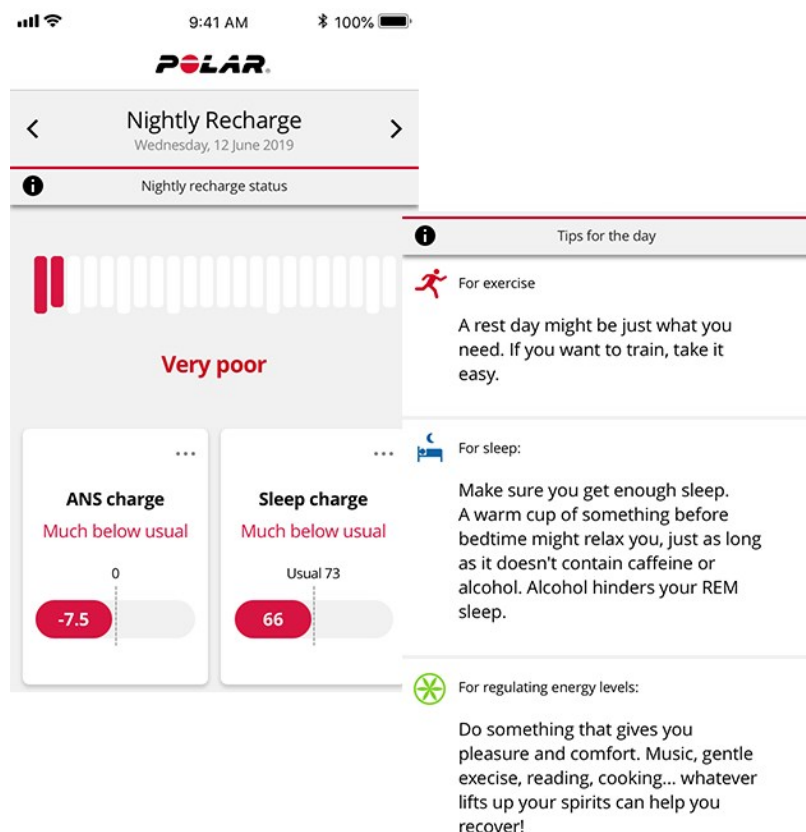 9:41 AM
100%
POLAR
Nightly Recharge
Wednesday, 12 June 2019
Nightly recharge status
Very poor
ANS charge
Much below usual
0
-7.5
Sleep charge
Much below usual
Usual 73
66
Tips for the day
For exercise
A rest day might be just what you
need. If you want to train, take it
easy.
For sleep:
Make sure you get enough sleep.
A warm cup of something before
bedtime might relax you, just as long
as it doesn't contain caffeine or
alcohol. Alcohol hinders your REM
sleep.
For regulating energy levels:
Do something that gives you
pleasure and comfort. Music, gentle
execise, reading, cooking... whatever
lifts up your spirits can help you
recover!